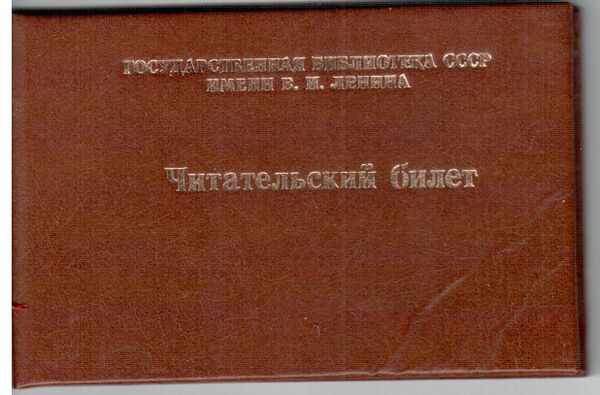 ГОСУДАРСТВЕННАЯ БИБЛИОТЕКА СССР
ИМЕНИ В. И. ЛЕНИНА
Читательский билет